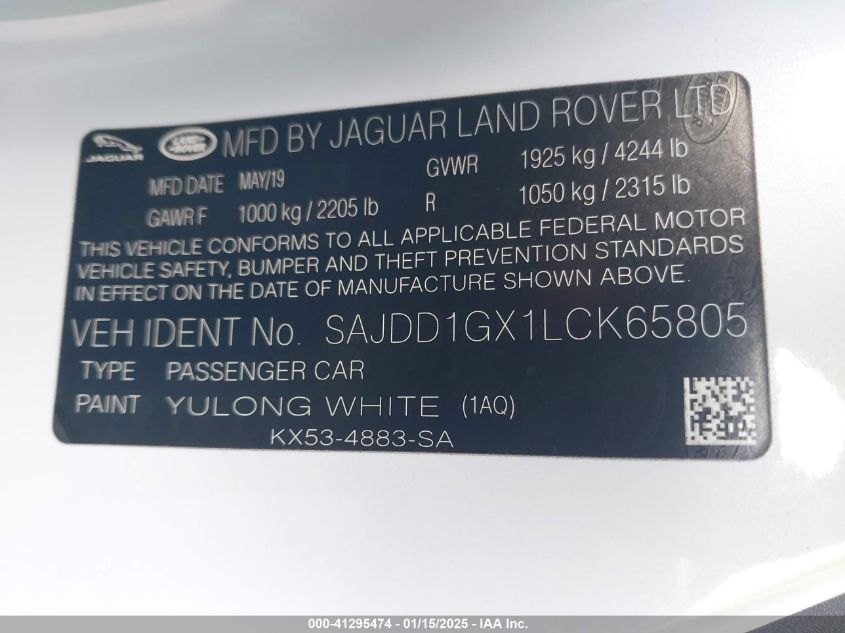 JAGUAR LAND ROVER MFD BY JAGUAR LAND ROVER LTD
MFD DATE MAY/19 GVWR 1925 kg / 4244 lb
GAWR F 1000 kg / 2205 lb R 1050 kg / 2315 lb
THIS VEHICLE CONFORMS TO ALL APPLICABLE FEDERAL MOTOR
VEHICLE SAFETY, BUMPER AND THEFT PREVENTION STANDARDS
IN EFFECT ON THE DATE OF MANUFACTURE SHOWN ABOVE.
VEH IDENT No. SAJDD1GX1LCK65805
TYPE PASSENGER CAR
PAINT YULONG WHITE (1AQ)
KX53-4883-SA
000-41295474 - 01/15/2025 - IAA Inc.